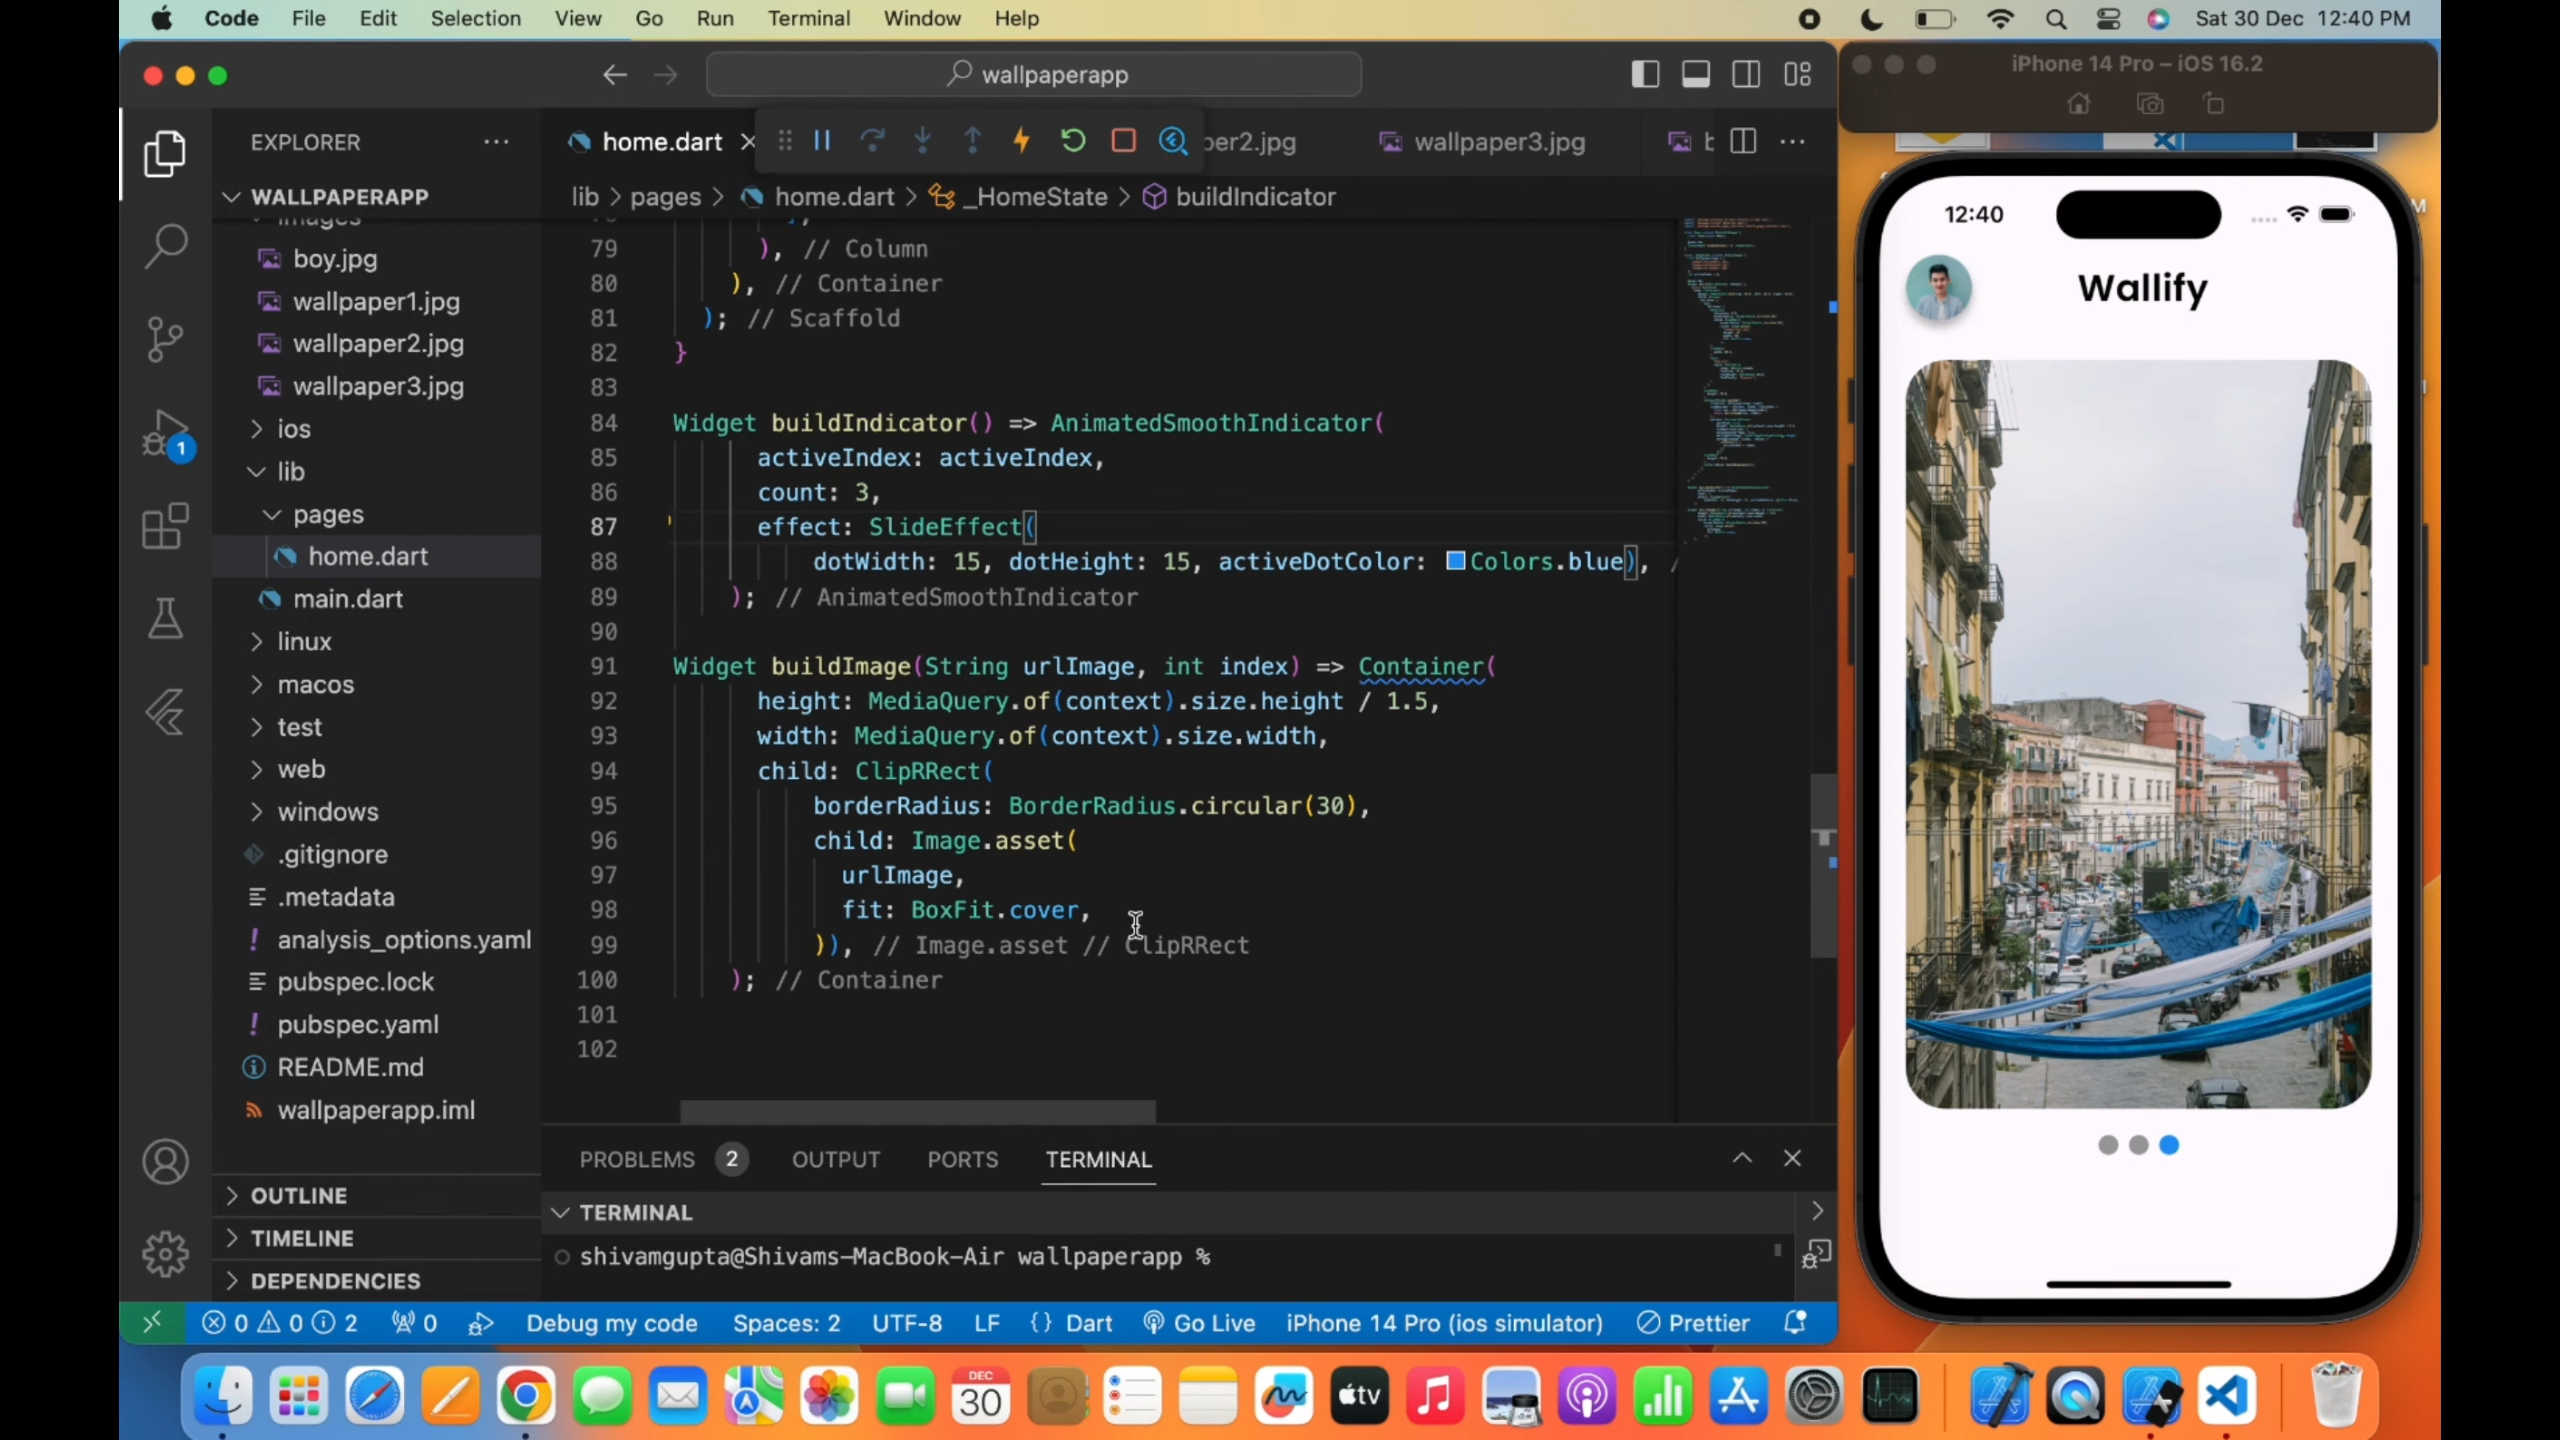 Code File Edit Selection View Go Run Terminal Window Help
Sat 30 Dec 12:40 PM
wallpaperapp
iPhone 14 Pro – iOS 16.2
EXPLORER
home.dart
per2.jpg
wallpaper3.jpg
b
WALLPAPERAPP
images
boy.jpg
wallpaper1.jpg
wallpaper2.jpg
wallpaper3.jpg
ios
lib
pages
home.dart
main.dart
linux
macos
test
web
windows
.gitignore
.metadata
analysis_options.yaml
pubspec.lock
pubspec.yaml
README.md
wallpaperapp.iml
OUTLINE
TIMELINE
DEPENDENCIES
1
lib > pages > home.dart > _HomeState > buildIndicator
78 ],
79 ), // Column
80 ), // Container
81 ); // Scaffold
82 }
83
84 Widget buildIndicator() => AnimatedSmoothIndicator(
85 activeIndex: activeIndex,
86 count: 3,
87 effect: SlideEffect(
88 dotWidth: 15, dotHeight: 15, activeDotColor: Colors.blue), /
89 ); // AnimatedSmoothIndicator
90
91 Widget buildImage(String urlImage, int index) => Container(
92 height: MediaQuery.of(context).size.height / 1.5,
93 width: MediaQuery.of(context).size.width,
94 child: ClipRRect(
95 borderRadius: BorderRadius.circular(30),
96 child: Image.asset(
97 urlImage,
98 fit: BoxFit.cover,
99 )), // Image.asset // ClipRRect
100 ); // Container
101
102
PROBLEMS 2 OUTPUT PORTS TERMINAL
TERMINAL
shivamgupta@Shivams-MacBook-Air wallpaperapp %
0 0 2 0 Debug my code Spaces: 2 UTF-8 LF {} Dart Go Live iPhone 14 Pro (ios simulator) Prettier
12:40
Wallify
M
DEC
30
tv